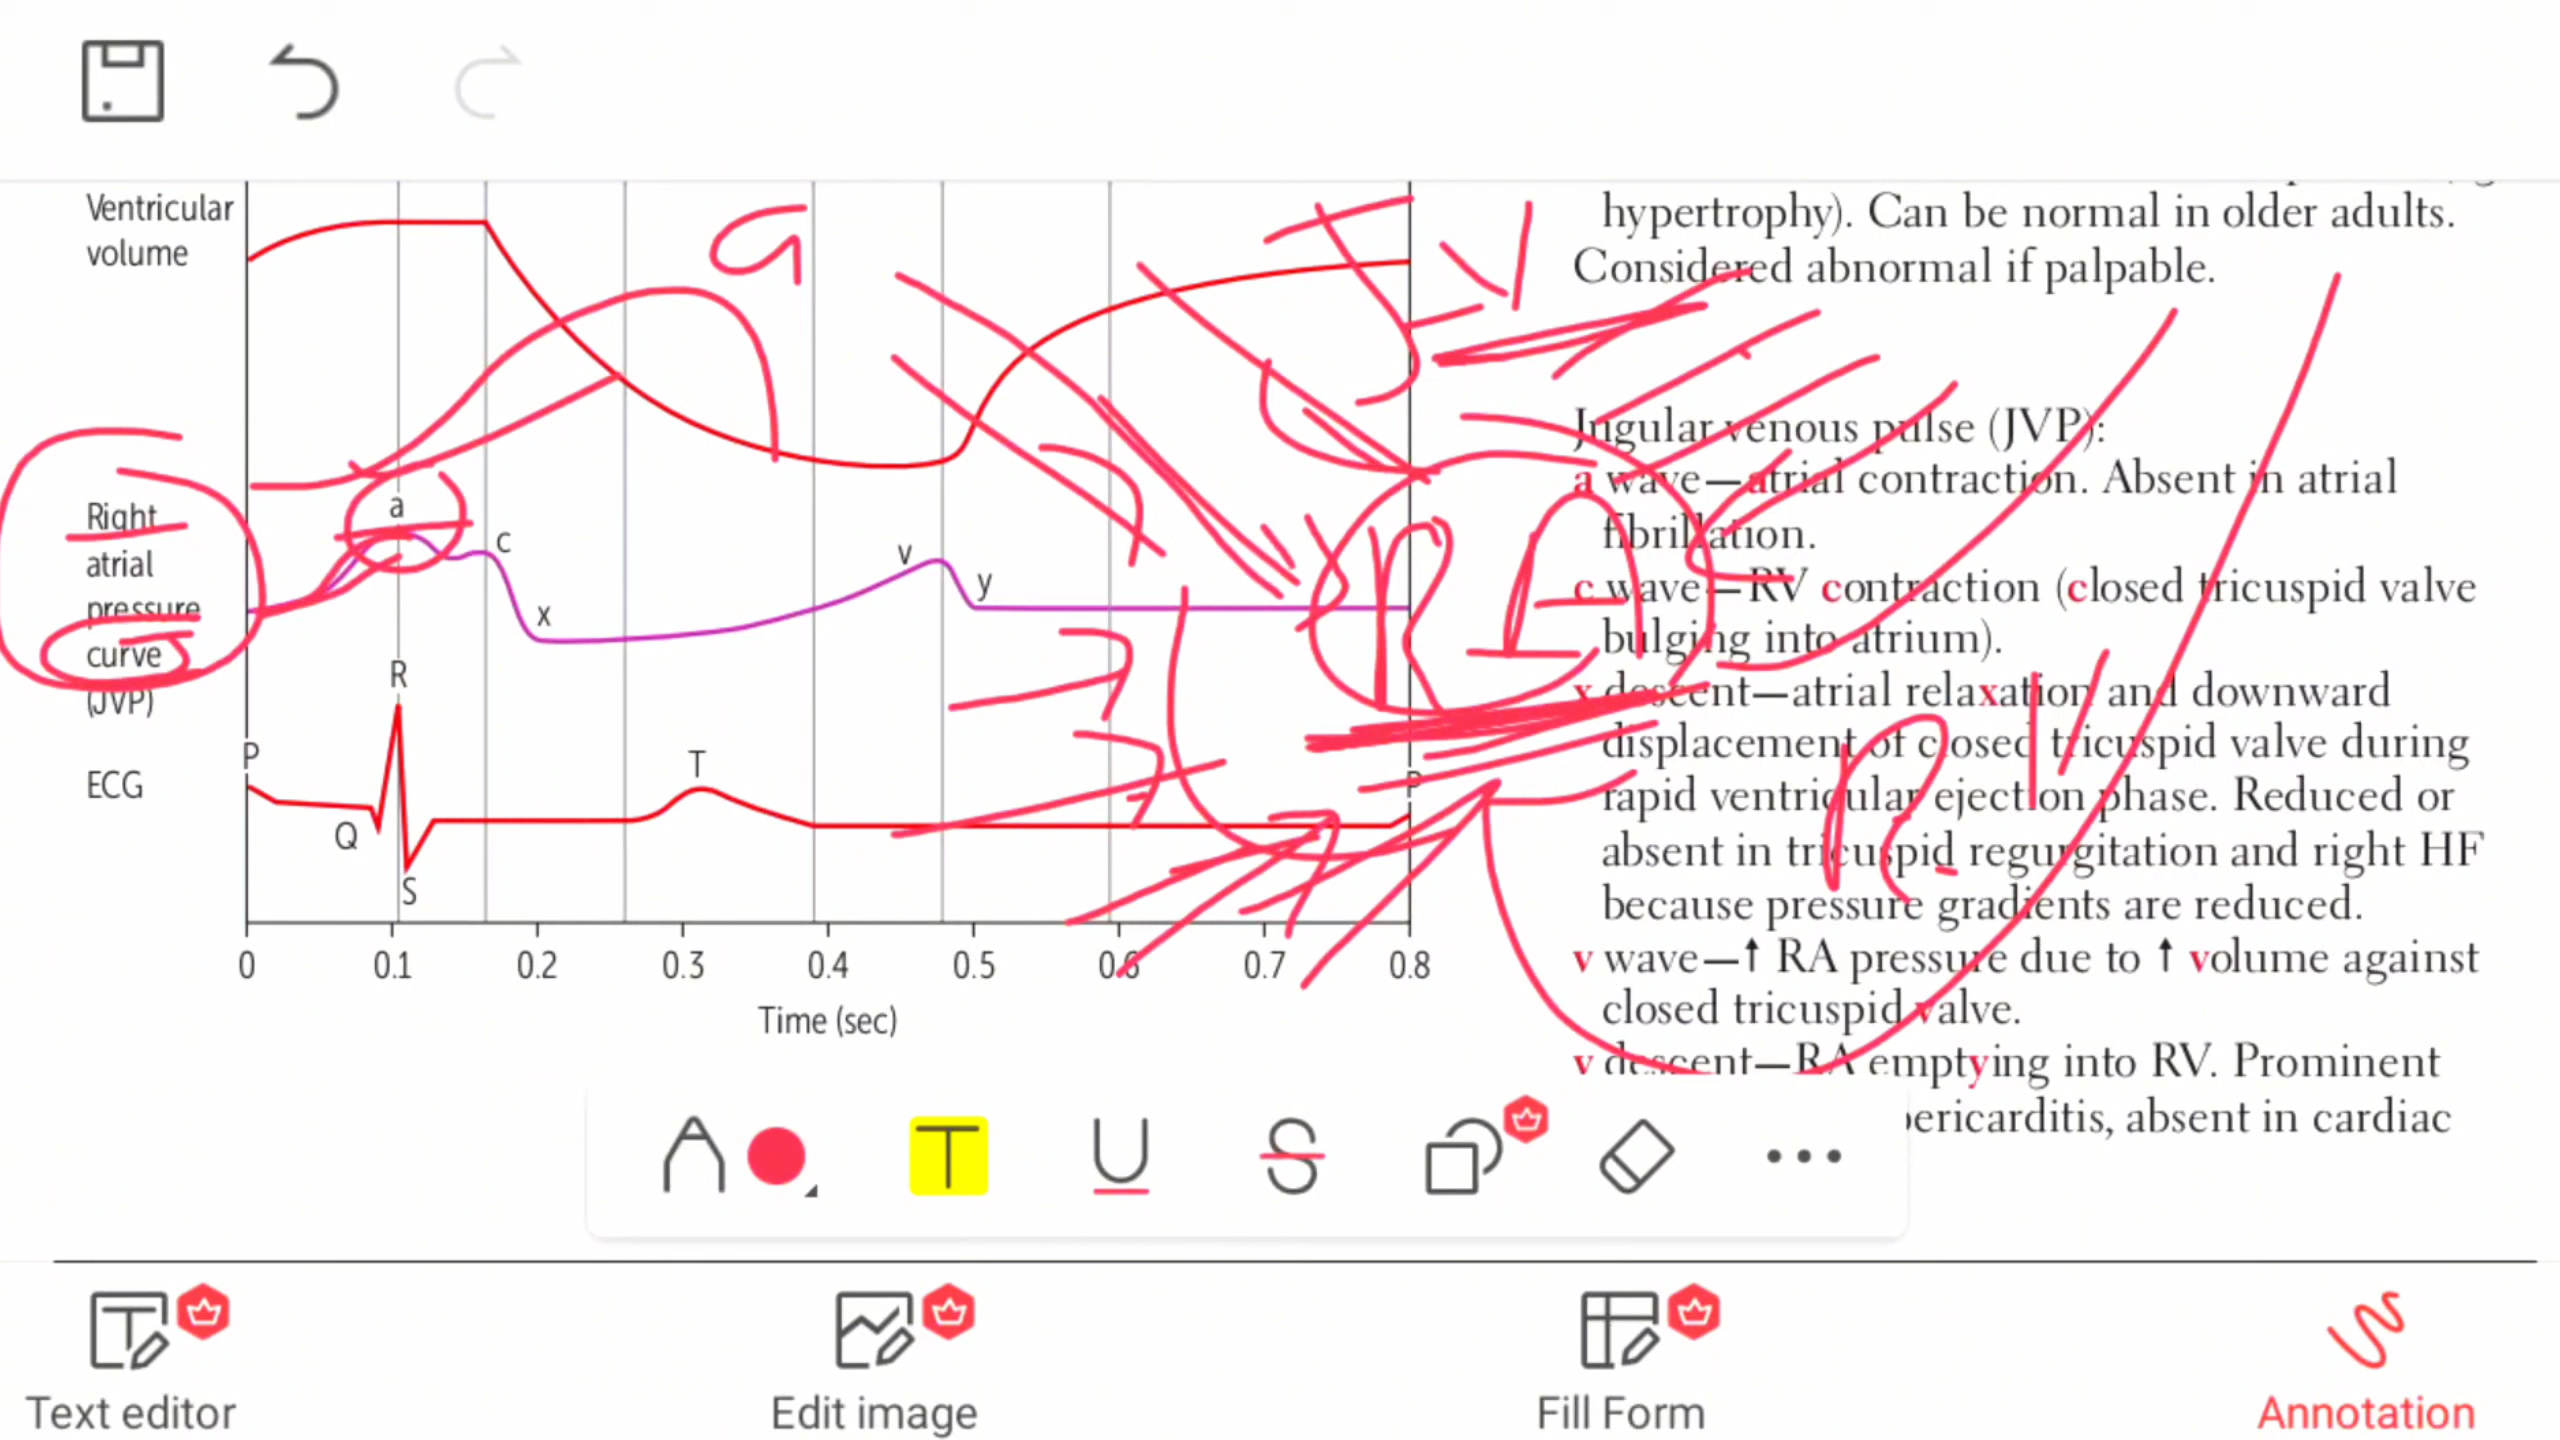 Ventricular
volume
Right
atrial
pressure
curve
(JVP)
ECG
a
c
x
v
y
P
Q
R
S
T
P
0 0.1 0.2 0.3 0.4 0.5 0.6 0.7 0.8
Time (sec)
a
hypertrophy). Can be normal in older adults.
Considered abnormal if palpable.
Jugular venous pulse (JVP):
a wave—atrial contraction. Absent in atrial
fibrillation.
c wave—RV contraction (closed tricuspid valve
bulging into atrium).
x descent—atrial relaxation and downward
displacement of closed tricuspid valve during
rapid ventricular ejection phase. Reduced or
absent in tricuspid regurgitation and right HF
because pressure gradients are reduced.
v wave—↑ RA pressure due to ↑ volume against
closed tricuspid valve.
y descent—RA emptying into RV. Prominent
pericarditis, absent in cardiac
RA
R.V
Text editor
Edit image
Fill Form
Annotation